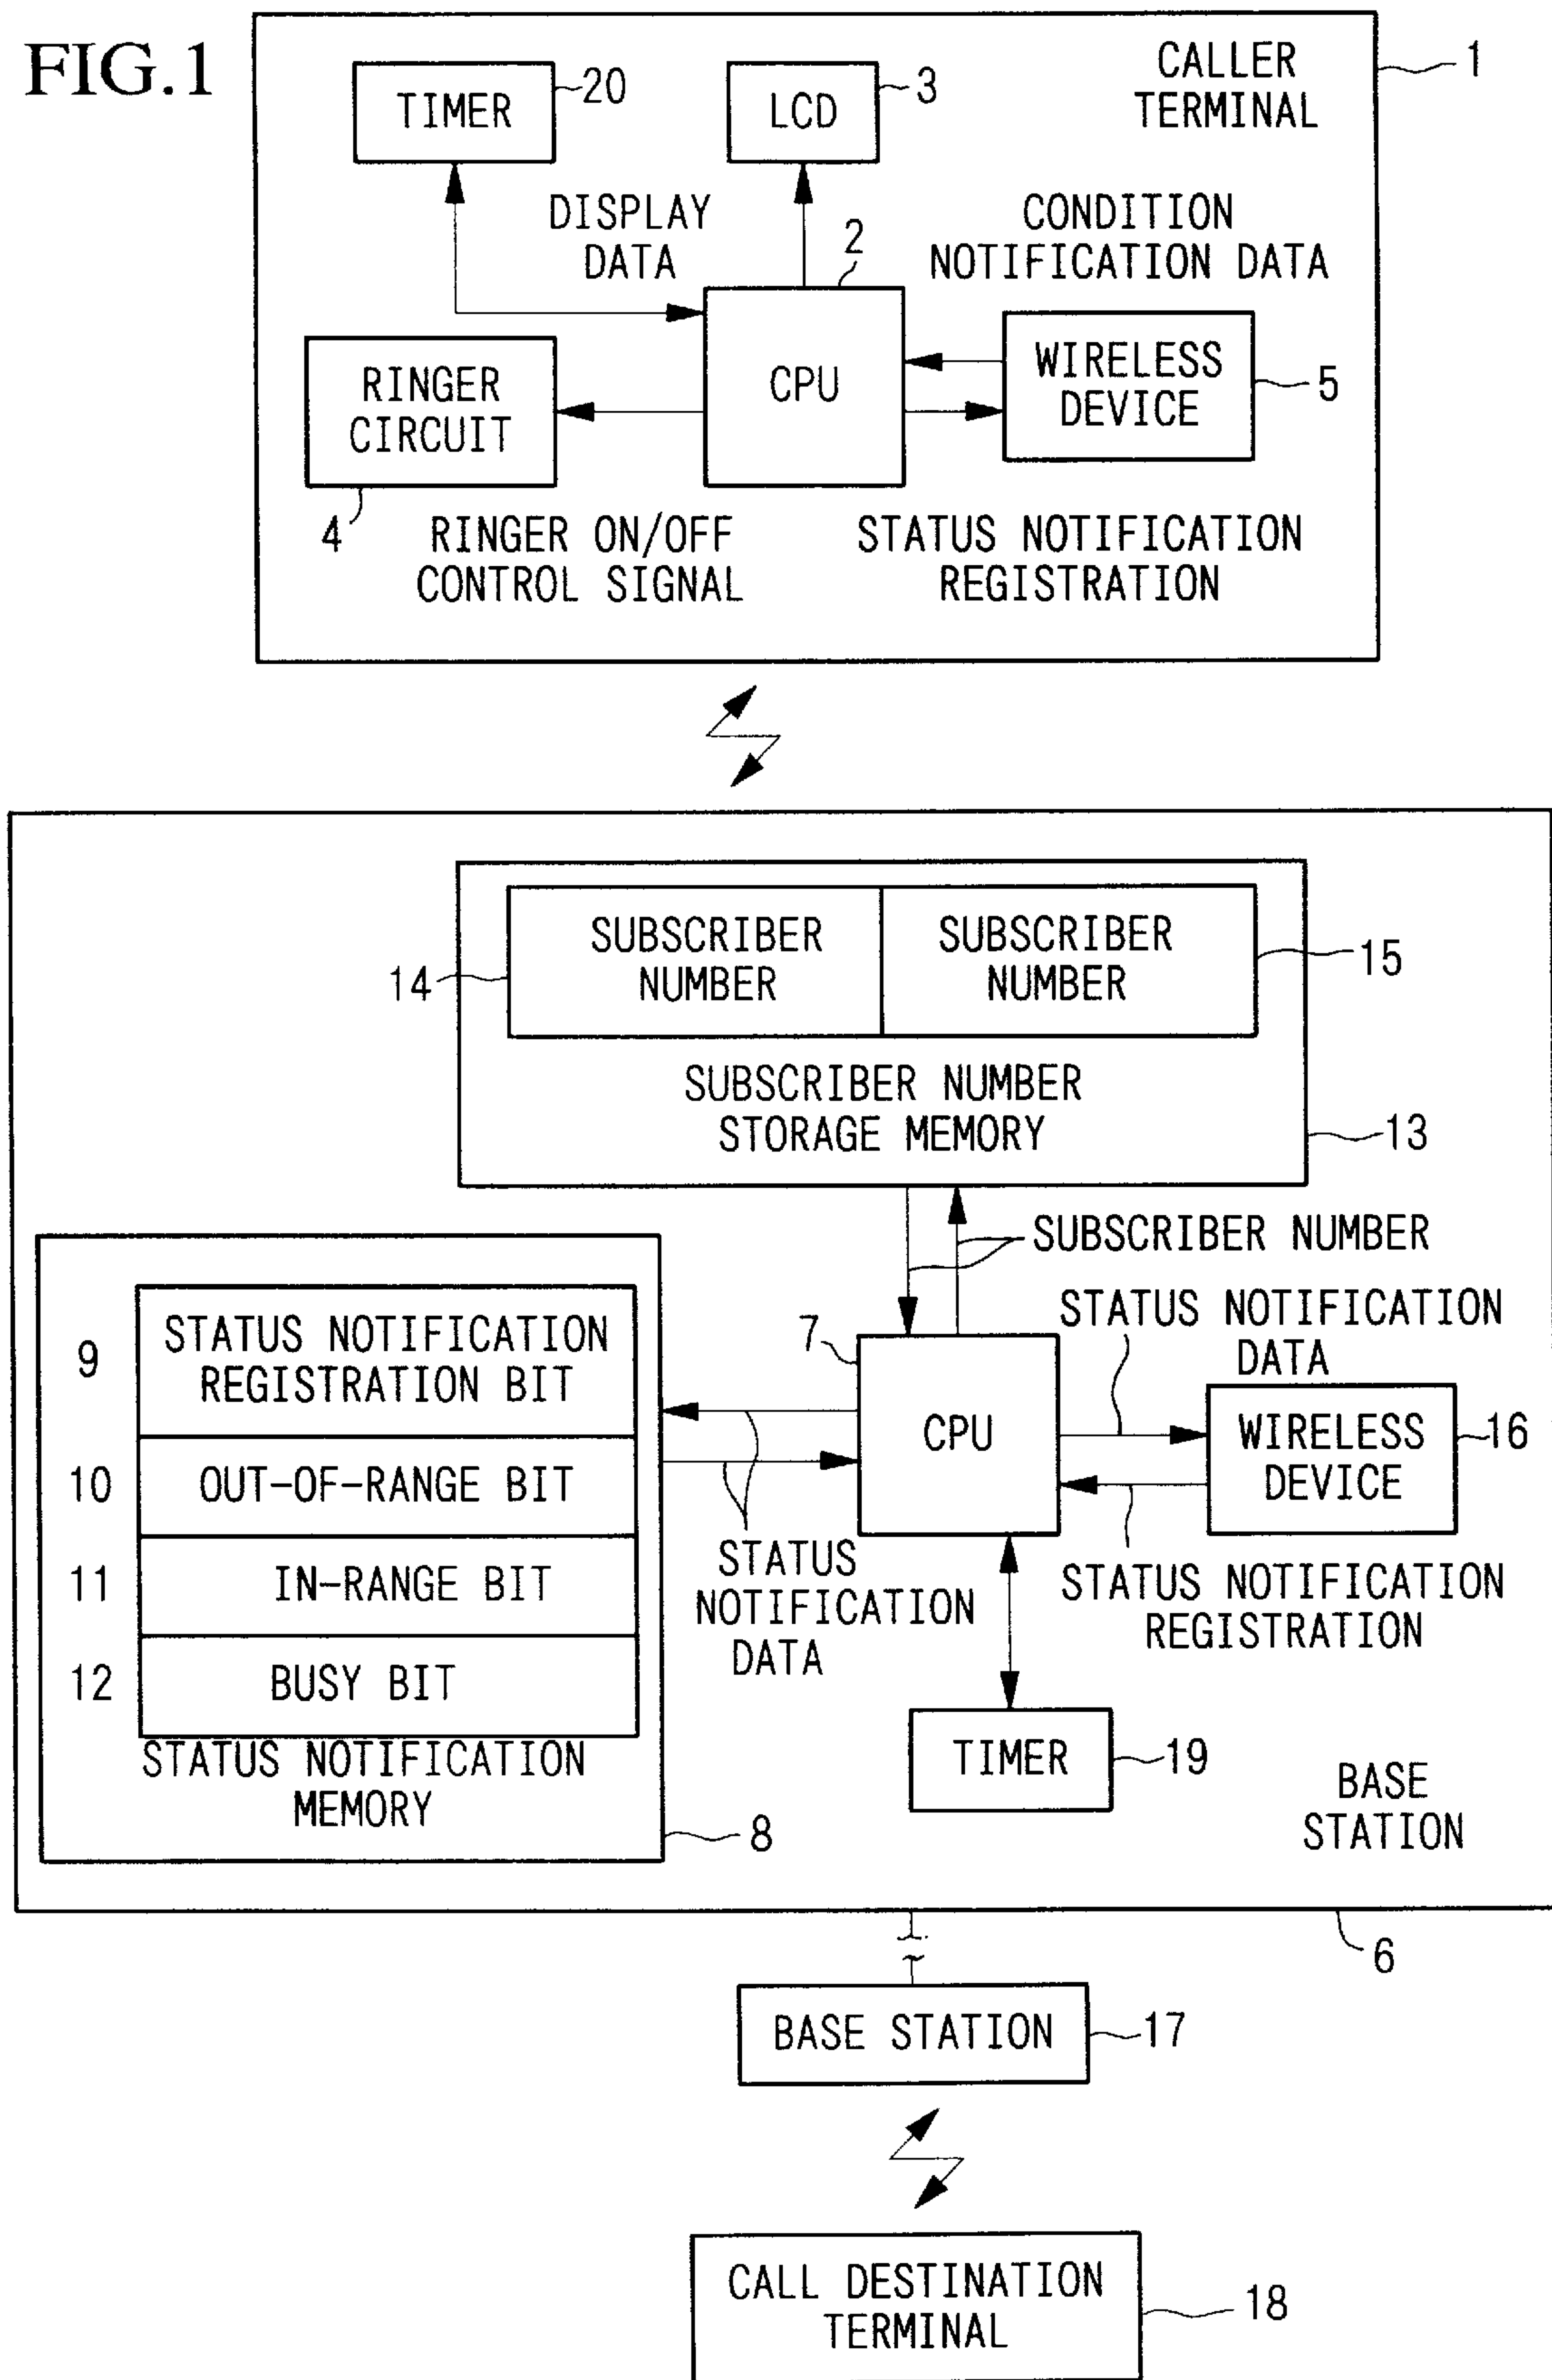 FIG.1
CALLER
TERMINAL
1
TIMER
20
LCD
3
DISPLAY
DATA
2
CONDITION
NOTIFICATION DATA
RINGER
CIRCUIT
4
CPU
WIRELESS
DEVICE
5
RINGER ON/OFF
CONTROL SIGNAL
STATUS NOTIFICATION
REGISTRATION
14
SUBSCRIBER
NUMBER
SUBSCRIBER
NUMBER
15
SUBSCRIBER NUMBER
STORAGE MEMORY
13
SUBSCRIBER NUMBER
9
STATUS NOTIFICATION
REGISTRATION BIT
10
OUT-OF-RANGE BIT
11
IN-RANGE BIT
12
BUSY BIT
STATUS NOTIFICATION
MEMORY
8
7
CPU
STATUS NOTIFICATION
DATA
WIRELESS
DEVICE
16
STATUS
NOTIFICATION
DATA
STATUS NOTIFICATION
REGISTRATION
TIMER
19
BASE
STATION
6
BASE STATION
17
CALL DESTINATION
TERMINAL
18